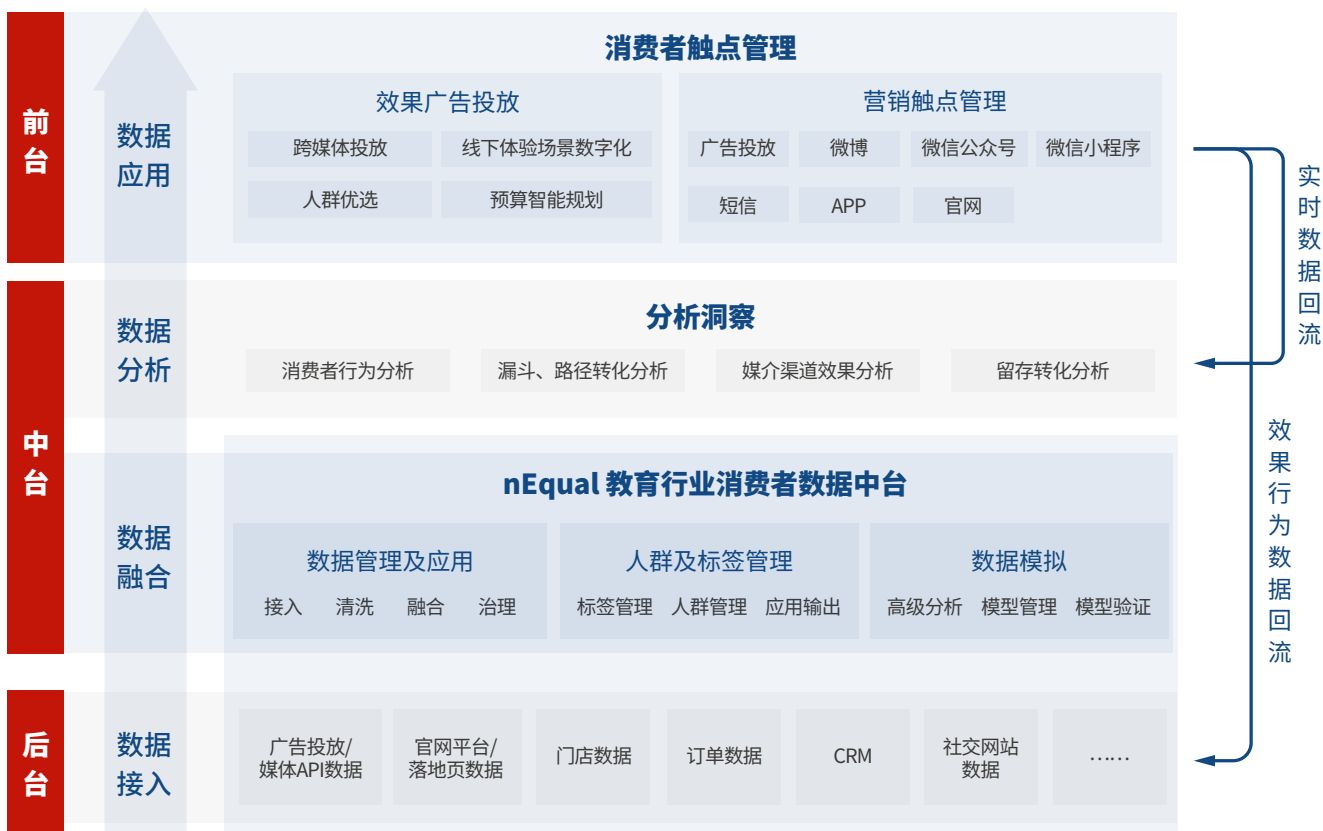 前
台
数据
应用
消费者触点管理
效果广告投放
跨媒体投放
线下体验场景数字化
人群优选
预算智能规划
营销触点管理
广告投放
微博
微信公众号
微信小程序
短信
APP
官网
中
台
数据
分析
分析洞察
消费者行为分析
漏斗、路径转化分析
媒介渠道效果分析
留存转化分析
数据
融合
nEqual 教育行业消费者数据中台
数据管理及应用
接入
清洗
融合
治理
人群及标签管理
标签管理
人群管理
应用输出
数据模拟
高级分析
模型管理
模型验证
后
台
数据
接入
广告投放/
媒体API数据
官网平台/
落地页数据
门店数据
订单数据
CRM
社交网站
数据
……
实时数据回流
效果行为数据回流